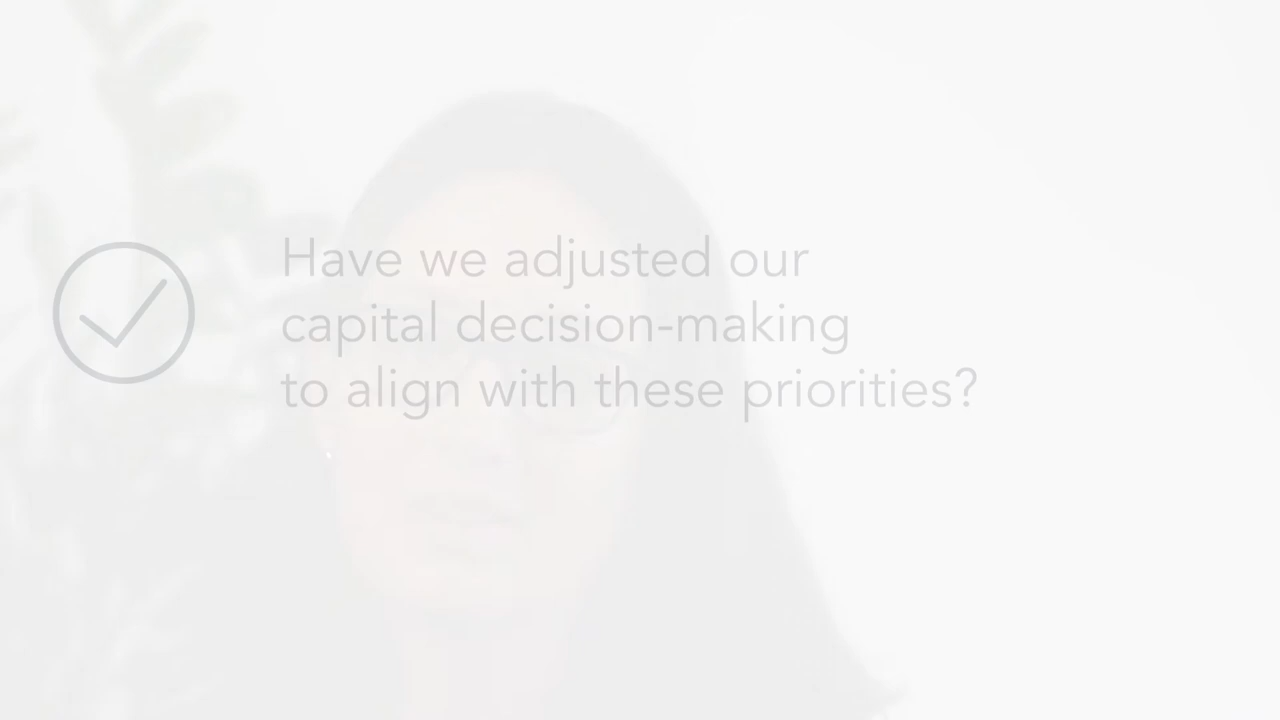 Have we adjusted our
capital decision-making
to align with these priorities?